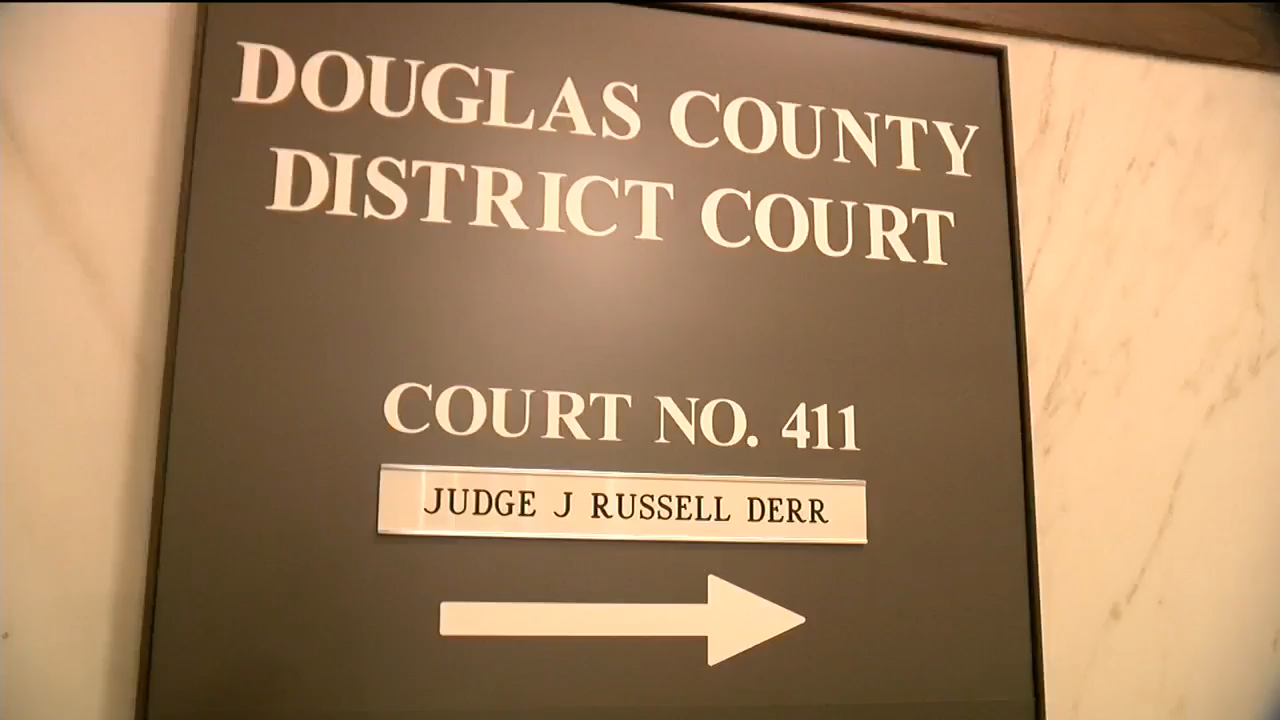 DOUGLAS COUNTY
DISTRICT COURT
COURT NO. 411
JUDGE J RUSSELL DERR